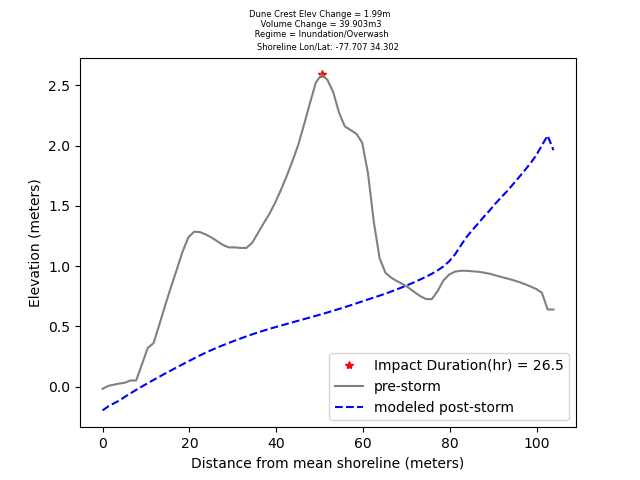 Dune Crest Elev Change = 1.99m
Volume Change = 39.903m3
Regime = Inundation/Overwash
Shoreline Lon/Lat: -77.707 34.302
2.5
2.0
1.5
1.0
0.5
0.0
Elevation (meters)
Impact Duration(hr) = 26.5
pre-storm
modeled post-storm
0 20 40 60 80 100
Distance from mean shoreline (meters)